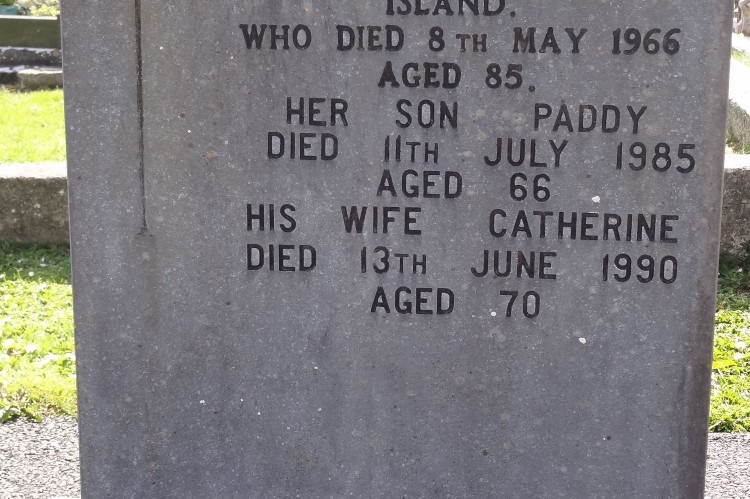 ISLAND.
WHO DIED 8TH MAY 1966
AGED 85.
HER SON PADDY
DIED 11TH JULY 1985
AGED 66
HIS WIFE CATHERINE
DIED 13TH JUNE 1990
AGED 70